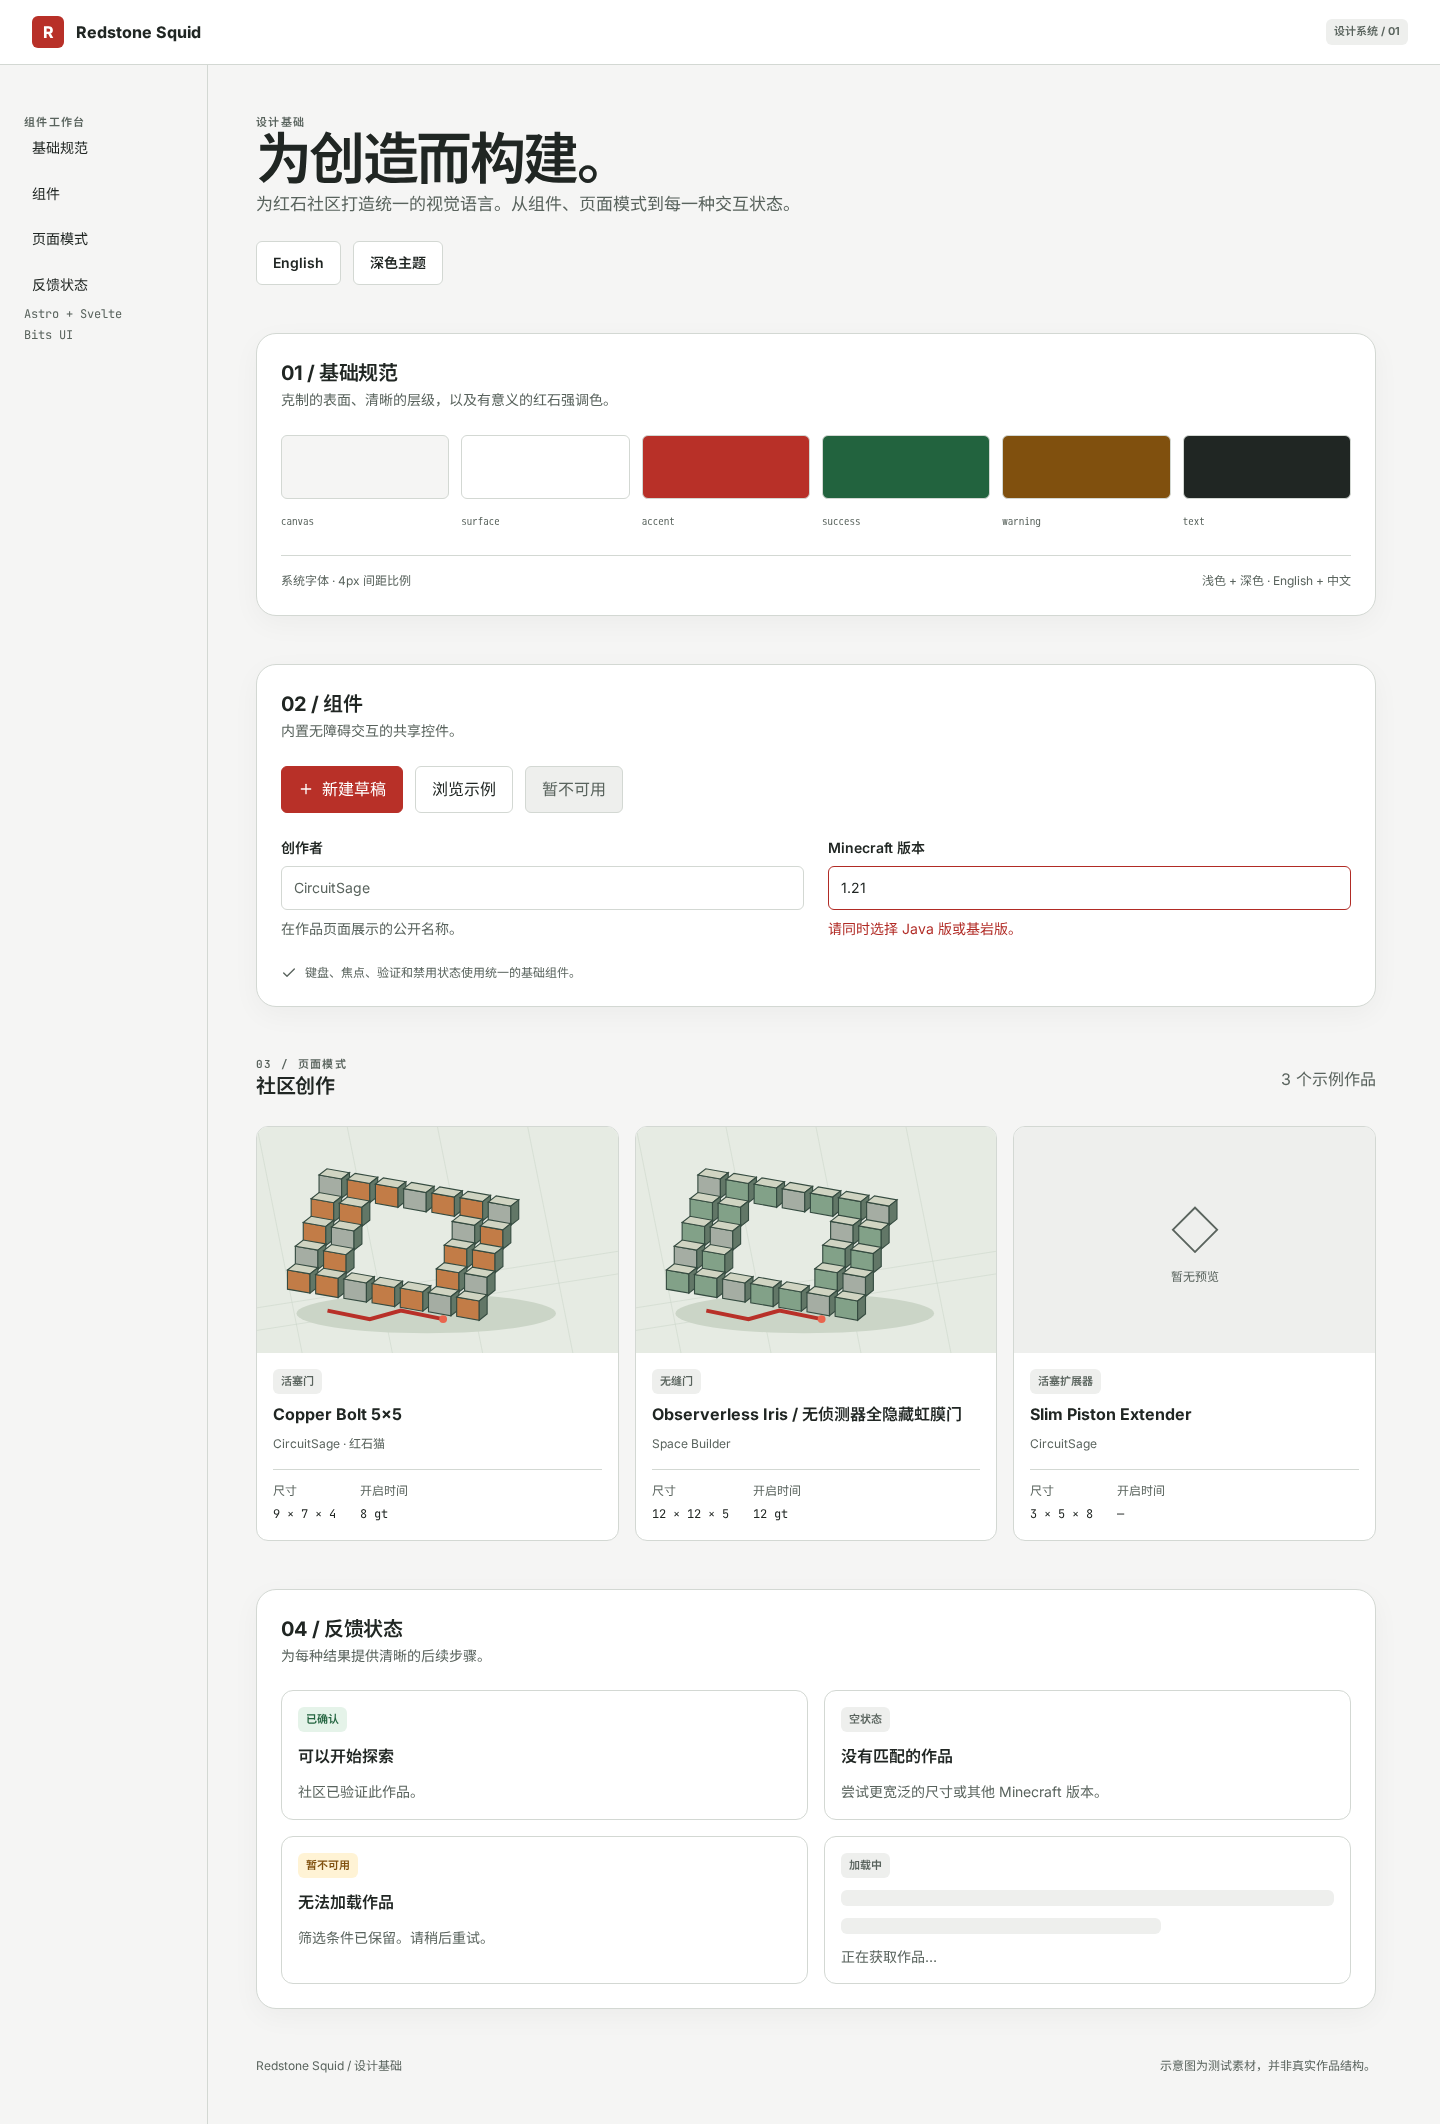 R Redstone Squid
设计系统 / 01
组件工作台
基础规范
组件
页面模式
反馈状态
Astro + Svelte
Bits UI
设计基础
为创造而构建。
为红石社区打造统一的视觉语言。从组件、页面模式到每一种交互状态。
English
深色主题
01 / 基础规范
克制的表面、清晰的层级，以及有意义的红石强调色。
canvas
surface
accent
success
warning
text
系统字体 · 4px 间距比例
浅色 + 深色 · English + 中文
02 / 组件
内置无障碍交互的共享控件。
+ 新建草稿
浏览示例
暂不可用
创作者
CircuitSage
在作品页面展示的公开名称。
Minecraft 版本
1.21
请同时选择 Java 版或基岩版。
键盘、焦点、验证和禁用状态使用统一的基础组件。
03 / 页面模式
社区创作
3 个示例作品
活塞门
Copper Bolt 5×5
CircuitSage · 红石猫
尺寸
9 × 7 × 4
开启时间
8 gt
无缝门
Observerless Iris / 无侦测器全隐藏虹膜门
Space Builder
尺寸
12 × 12 × 5
开启时间
12 gt
暂无预览
活塞扩展器
Slim Piston Extender
CircuitSage
尺寸
3 × 5 × 8
开启时间
—
04 / 反馈状态
为每种结果提供清晰的后续步骤。
已确认
可以开始探索
社区已验证此作品。
空状态
没有匹配的作品
尝试更宽泛的尺寸或其他 Minecraft 版本。
暂不可用
无法加载作品
筛选条件已保留。请稍后重试。
加载中
正在获取作品…
Redstone Squid / 设计基础
示意图为测试素材，并非真实作品结构。